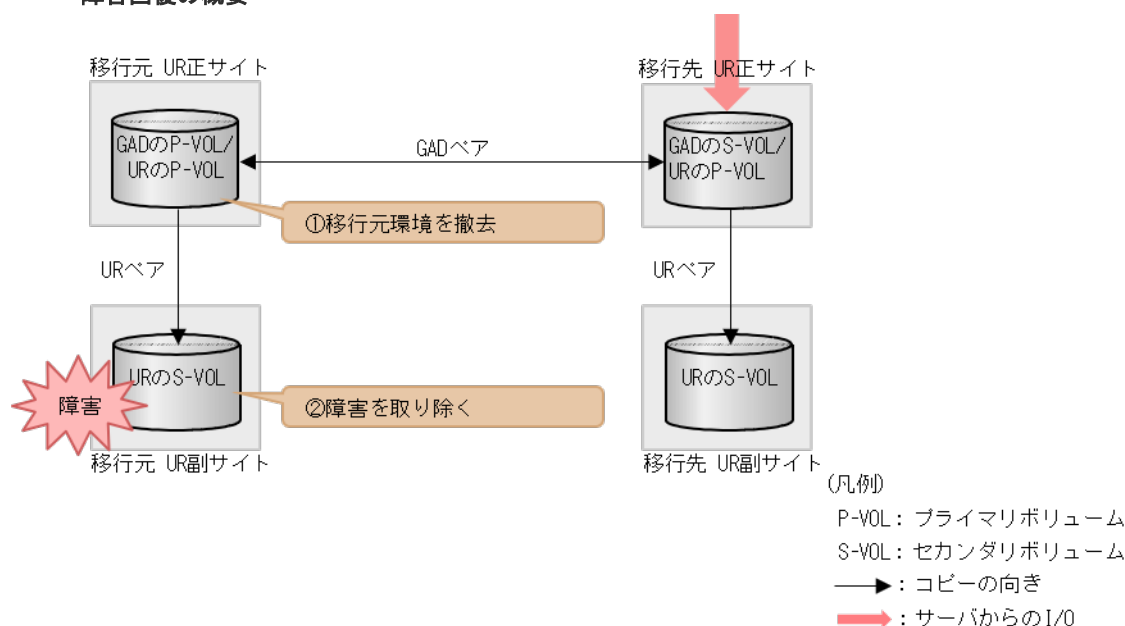 障害回復の概要
移行元 UR正サイト
移行先 UR正サイト
GADのP-VOL/
URのP-VOL
GADペア
GADのS-VOL/
URのP-VOL
①移行元環境を撤去
URペア
URペア
URのS-VOL
障害
②障害を取り除く
URのS-VOL
移行元 UR副サイト
移行先 UR副サイト
(凡例)
P-VOL: プライマリボリューム
S-VOL: セカンダリボリューム
: コピーの向き
: サーバからのI/O